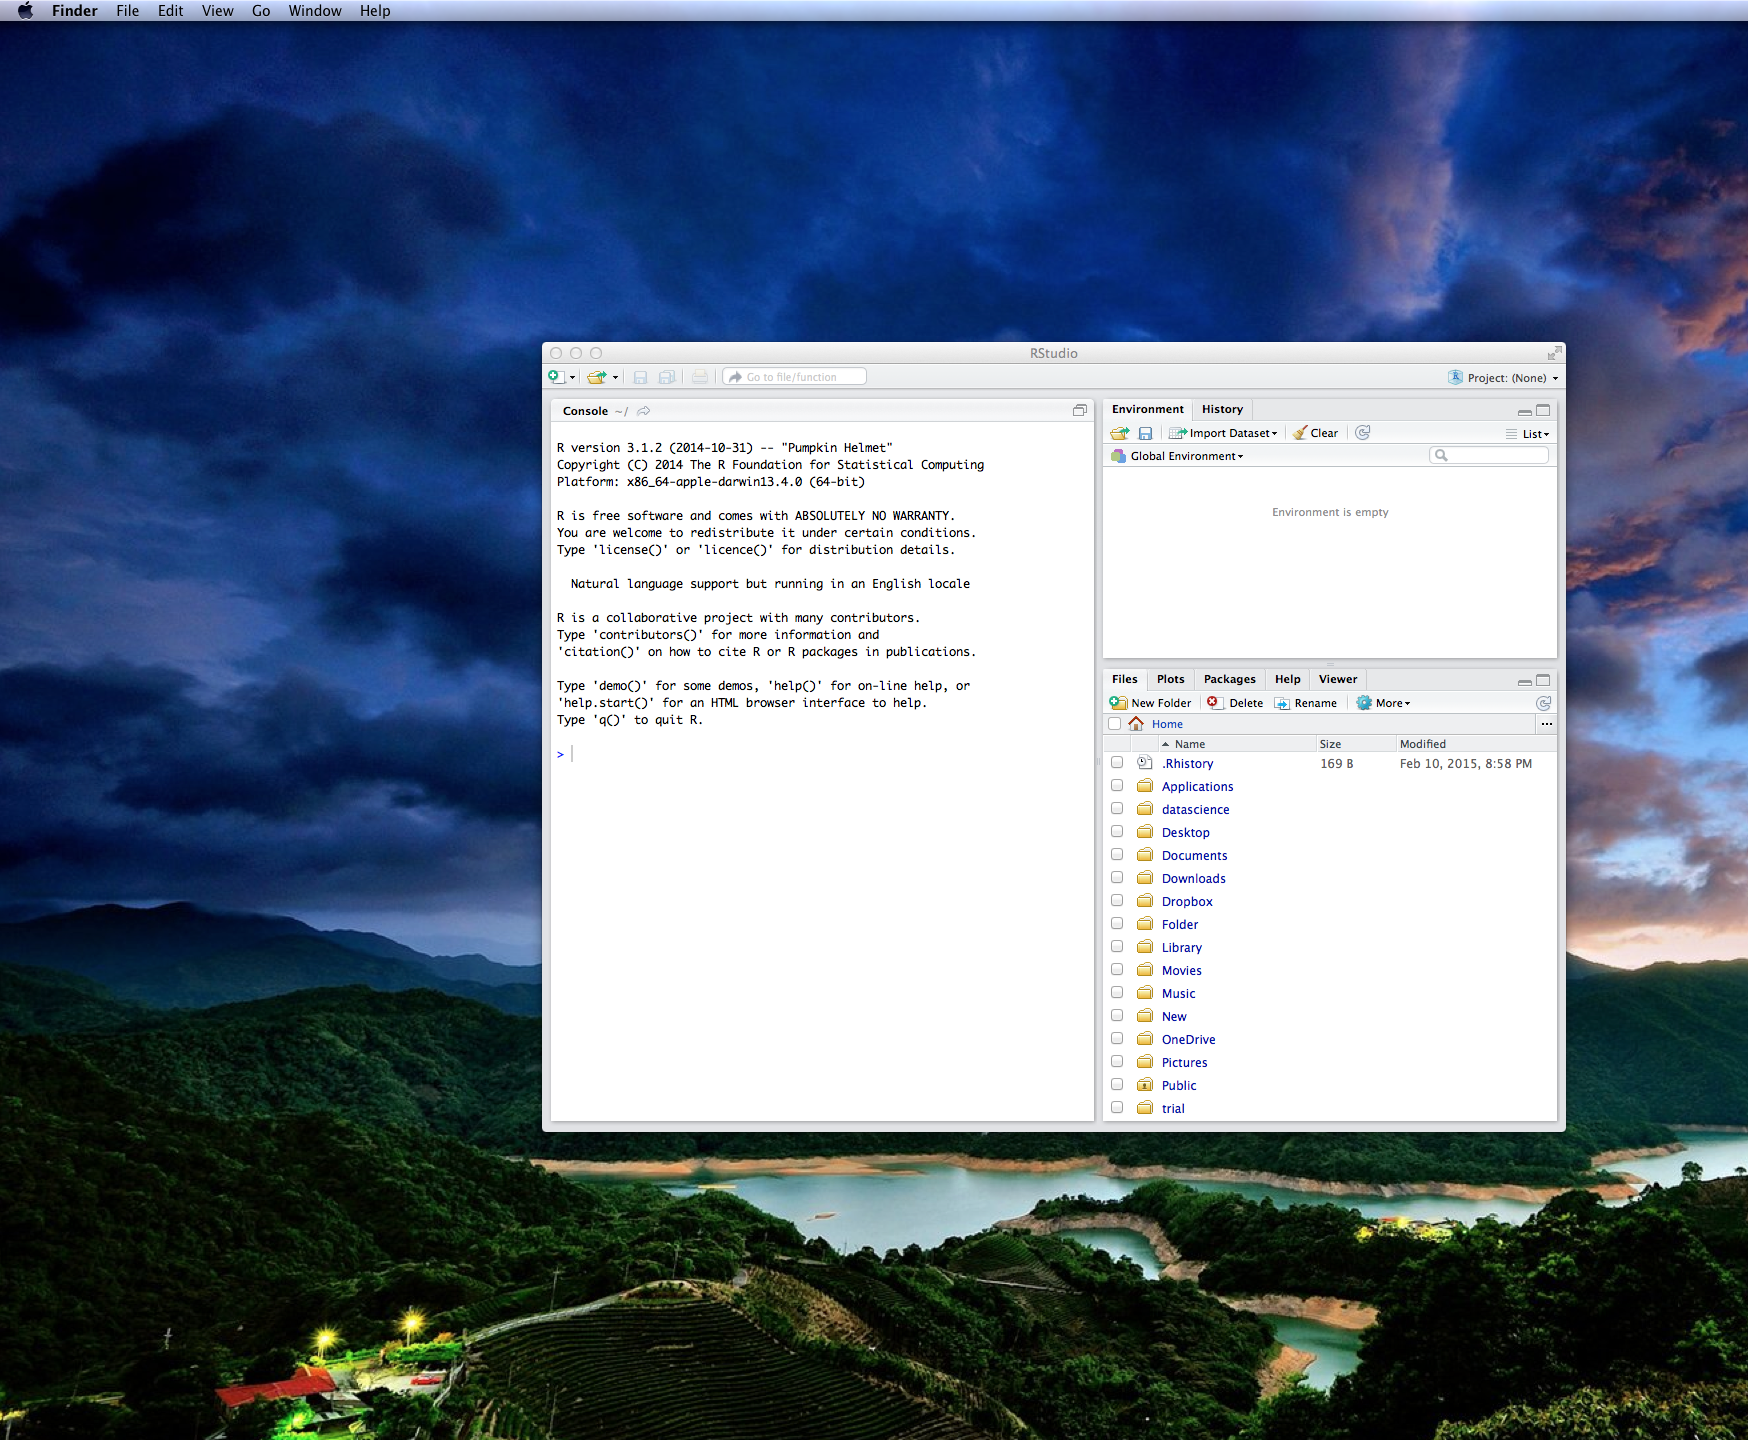 Finder File Edit View Go Window Help
RStudio
Go to file/function
Project: (None)
Console ~/
R version 3.1.2 (2014-10-31) -- "Pumpkin Helmet"
Copyright (C) 2014 The R Foundation for Statistical Computing
Platform: x86_64-apple-darwin13.4.0 (64-bit)
R is free software and comes with ABSOLUTELY NO WARRANTY.
You are welcome to redistribute it under certain conditions.
Type 'license()' or 'licence()' for distribution details.
Natural language support but running in an English locale
R is a collaborative project with many contributors.
Type 'contributors()' for more information and
'citation()' on how to cite R or R packages in publications.
Type 'demo()' for some demos, 'help()' for on-line help, or
'help.start()' for an HTML browser interface to help.
Type 'q()' to quit R.
>
Environment History
Import Dataset Clear List
Global Environment
Environment is empty
Files Plots Packages Help Viewer
New Folder Delete Rename More
Home ...
Name Size Modified
.Rhistory 169 B Feb 10, 2015, 8:58 PM
Applications
datascience
Desktop
Documents
Downloads
Dropbox
Folder
Library
Movies
Music
New
OneDrive
Pictures
Public
trial